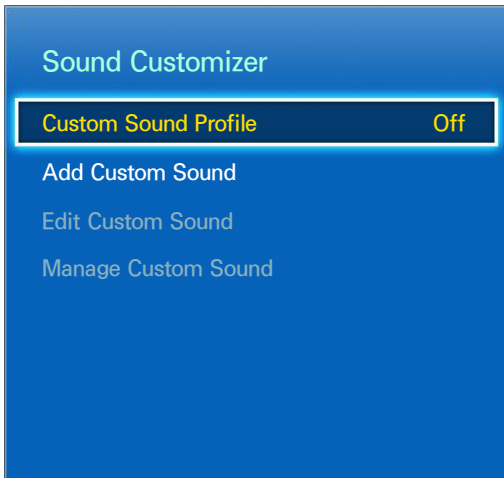 Sound Customizer
Custom Sound Profile Off
Add Custom Sound
Edit Custom Sound
Manage Custom Sound